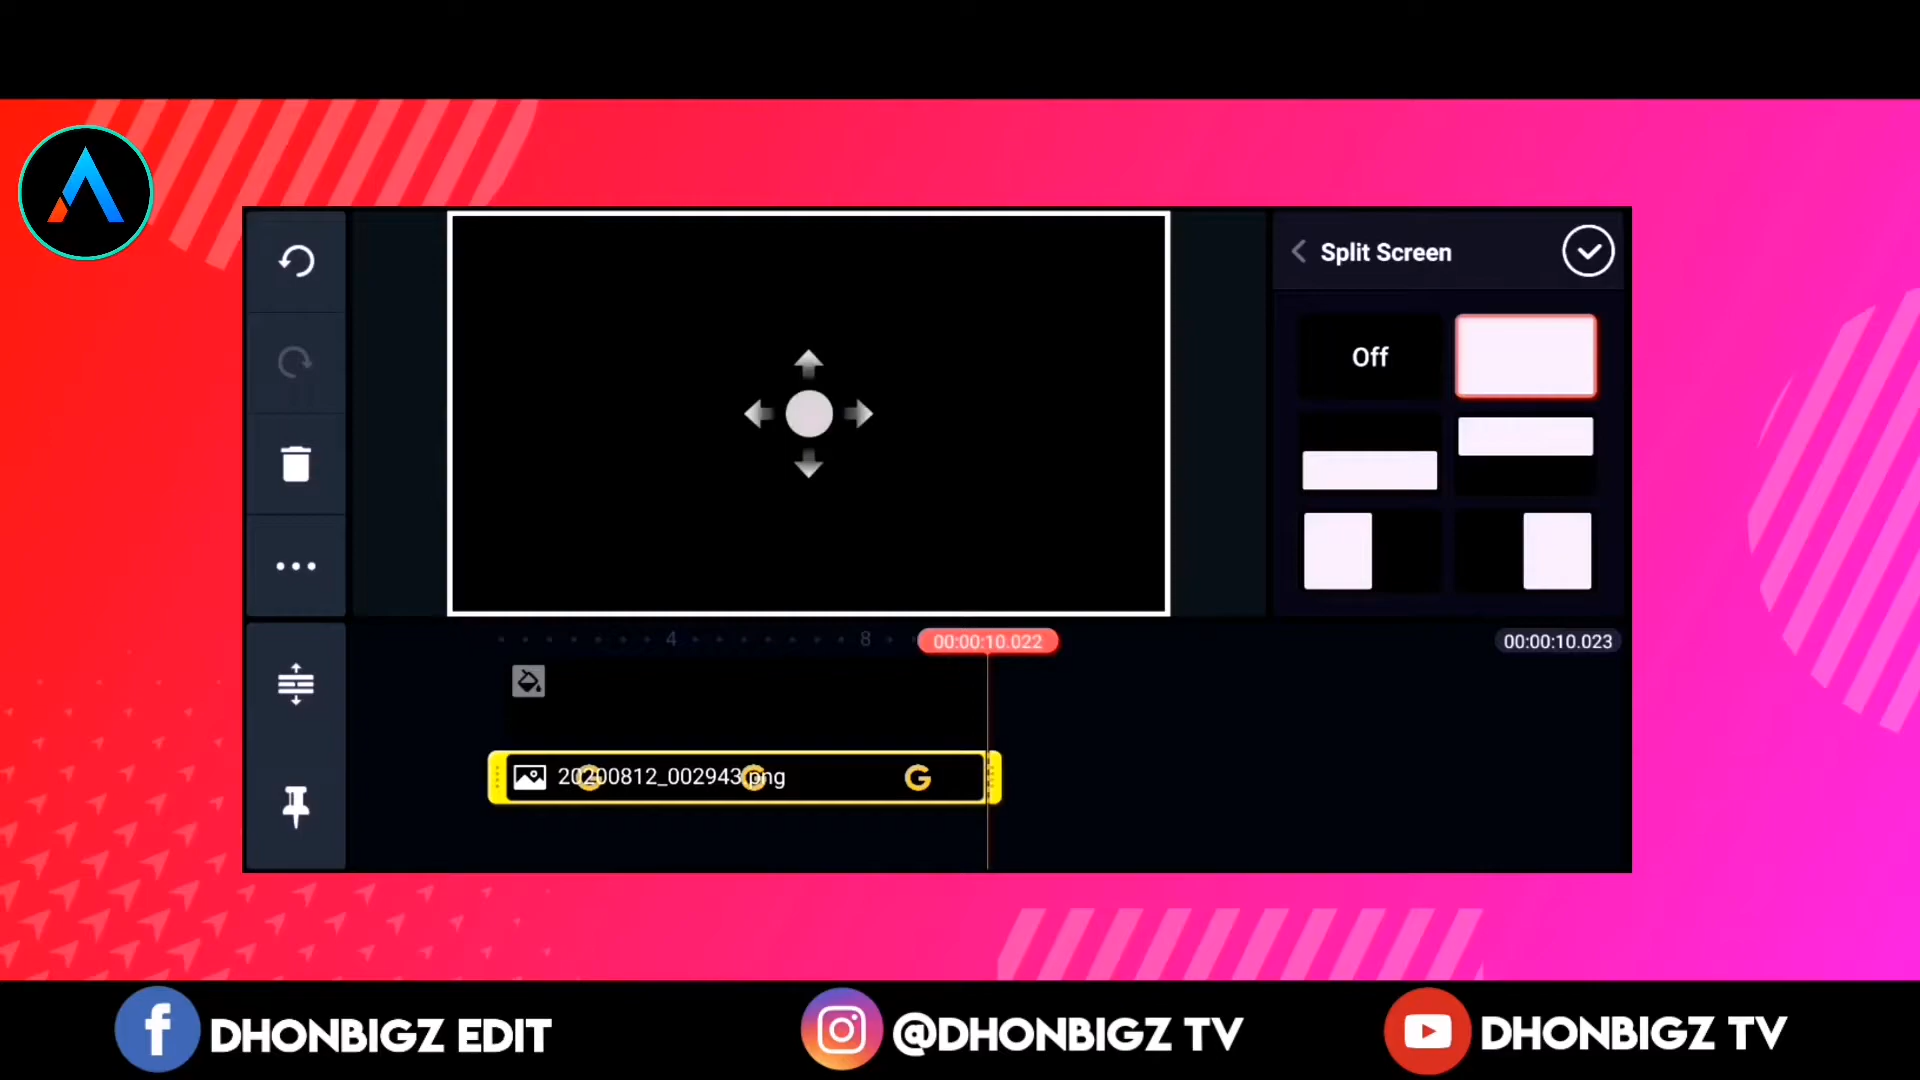 Split Screen
Off
4 8 00:00:10.022 00:00:10.023
20200812_002943.png
DHONBIGZ EDIT @DHONBIGZ TV DHONBIGZ TV